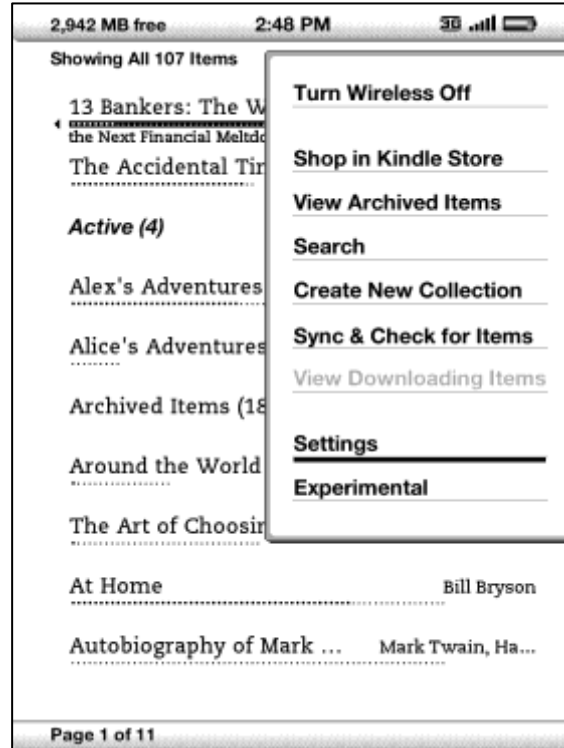 2,942 MB free 2:48 PM 3G
Showing All 107 Items
13 Bankers: The W
the Next Financial Meltdo
The Accidental Tir
Active (4)
Alex's Adventures
Alice's Adventures
Archived Items (18
Around the World
The Art of Choosin
At Home Bill Bryson
Autobiography of Mark ... Mark Twain, Ha...
Turn Wireless Off
Shop in Kindle Store
View Archived Items
Search
Create New Collection
Sync & Check for Items
View Downloading Items
Settings
Experimental
Page 1 of 11